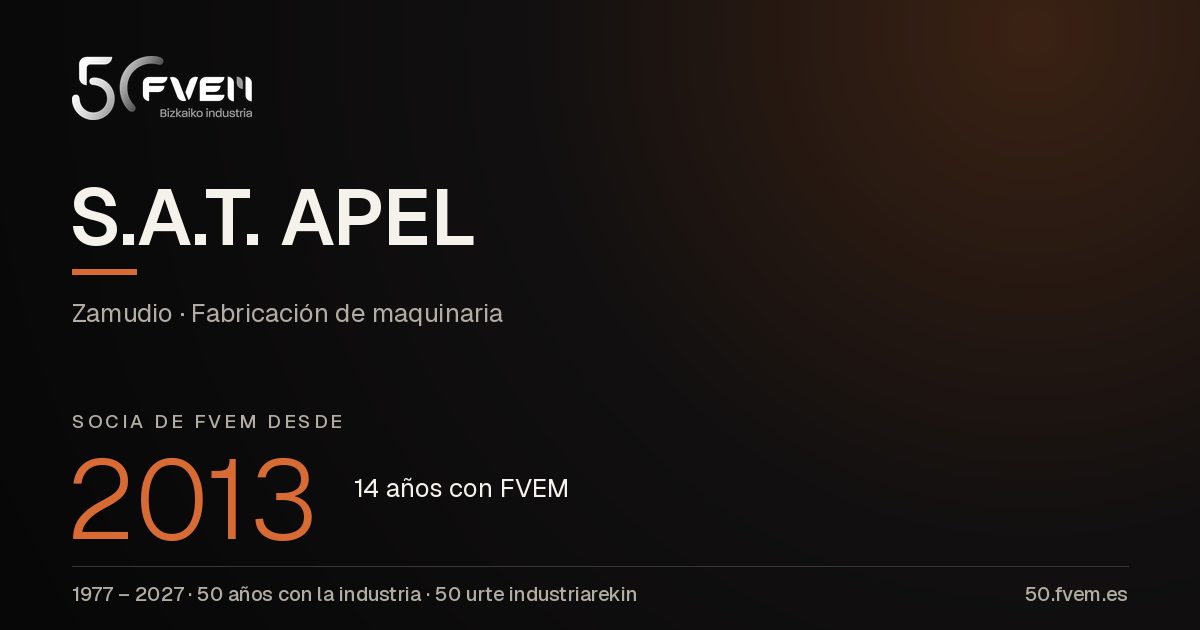 50 FVEM
Bizkaiko industria
S.A.T. APEL
Zamudio · Fabricación de maquinaria
SOCIA DE FVEM DESDE
2013
14 años con FVEM
1977 – 2027 · 50 años con la industria · 50 urte industriarekin
50.fvem.es